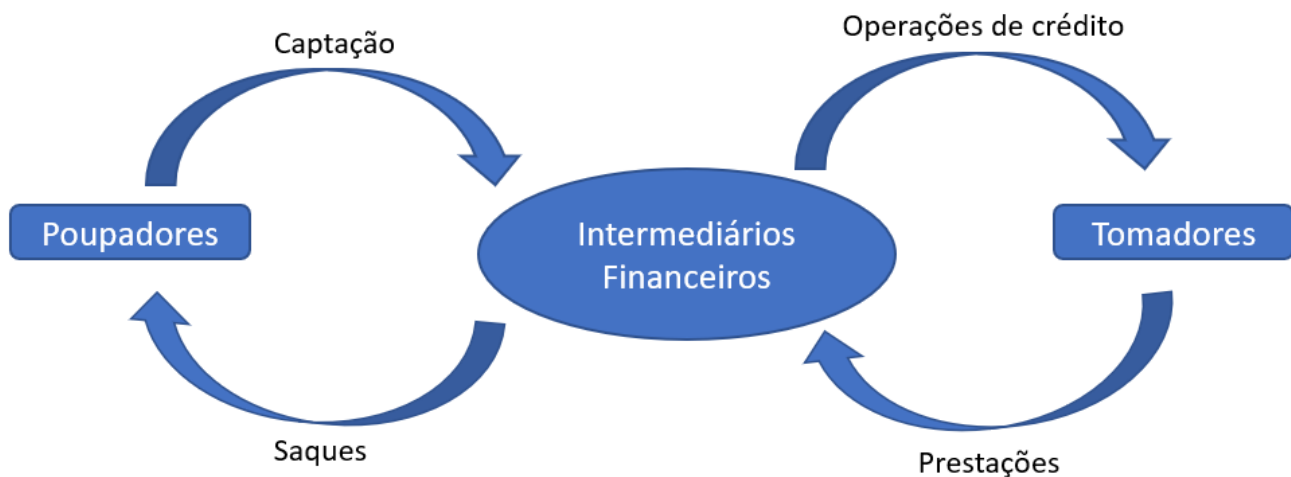 Captação
Operações de crédito
Poupadores
Intermediários
Financeiros
Tomadores
Saques
Prestações